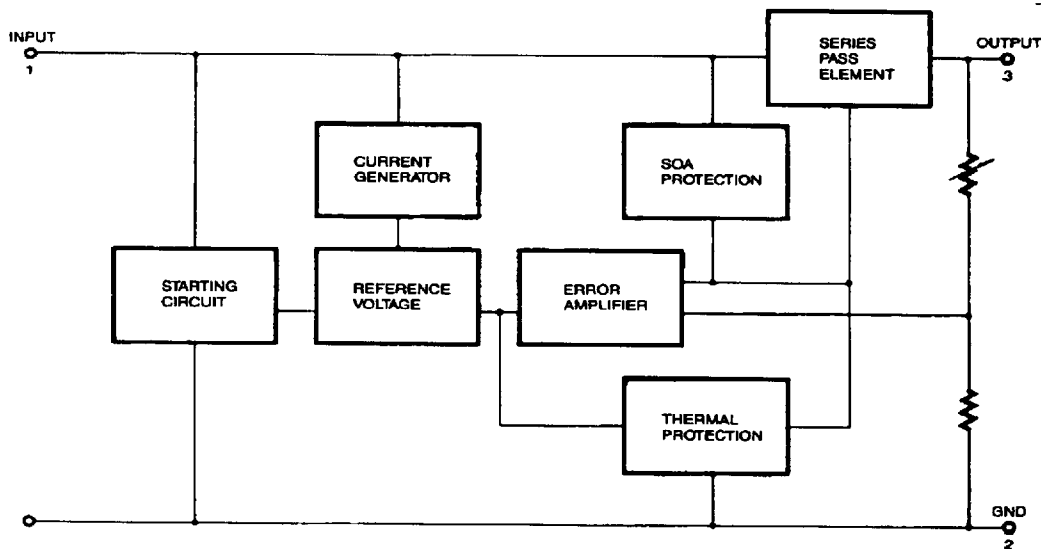 INPUT
1
SERIES
PASS
ELEMENT
OUTPUT
3
CURRENT
GENERATOR
SOA
PROTECTION
STARTING
CIRCUIT
REFERENCE
VOLTAGE
ERROR
AMPLIFIER
THERMAL
PROTECTION
GND
2